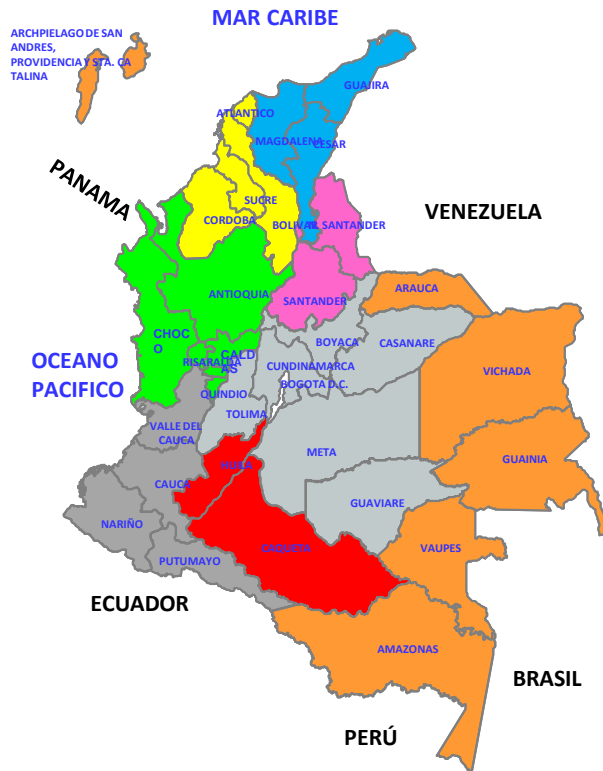 MAR CARIBE
ARCHPIELAGO DE SAN
ANDRES,
PROVIDENCIA Y STA. CA
TALINA
GUAJIRA
ATLANTICO
MAGDALENA
CESAR
PANAMA
SUCRE
CORDOBA
BOLIVAR
N. SANTANDER
VENEZUELA
ANTIOQUIA
SANTANDER
ARAUCA
CHOC
O
BOYACA
CASANARE
OCEANO
PACIFICO
RISARALDA
CALD
AS
CUNDINAMARCA
BOGOTA D.C.
VICHADA
QUINDIO
TOLIMA
VALLE DEL
CAUCA
META
GUAINIA
HUILA
CAUCA
GUAVIARE
NARIÑO
CAQUETA
VAUPES
PUTUMAYO
ECUADOR
AMAZONAS
BRASIL
PERÚ